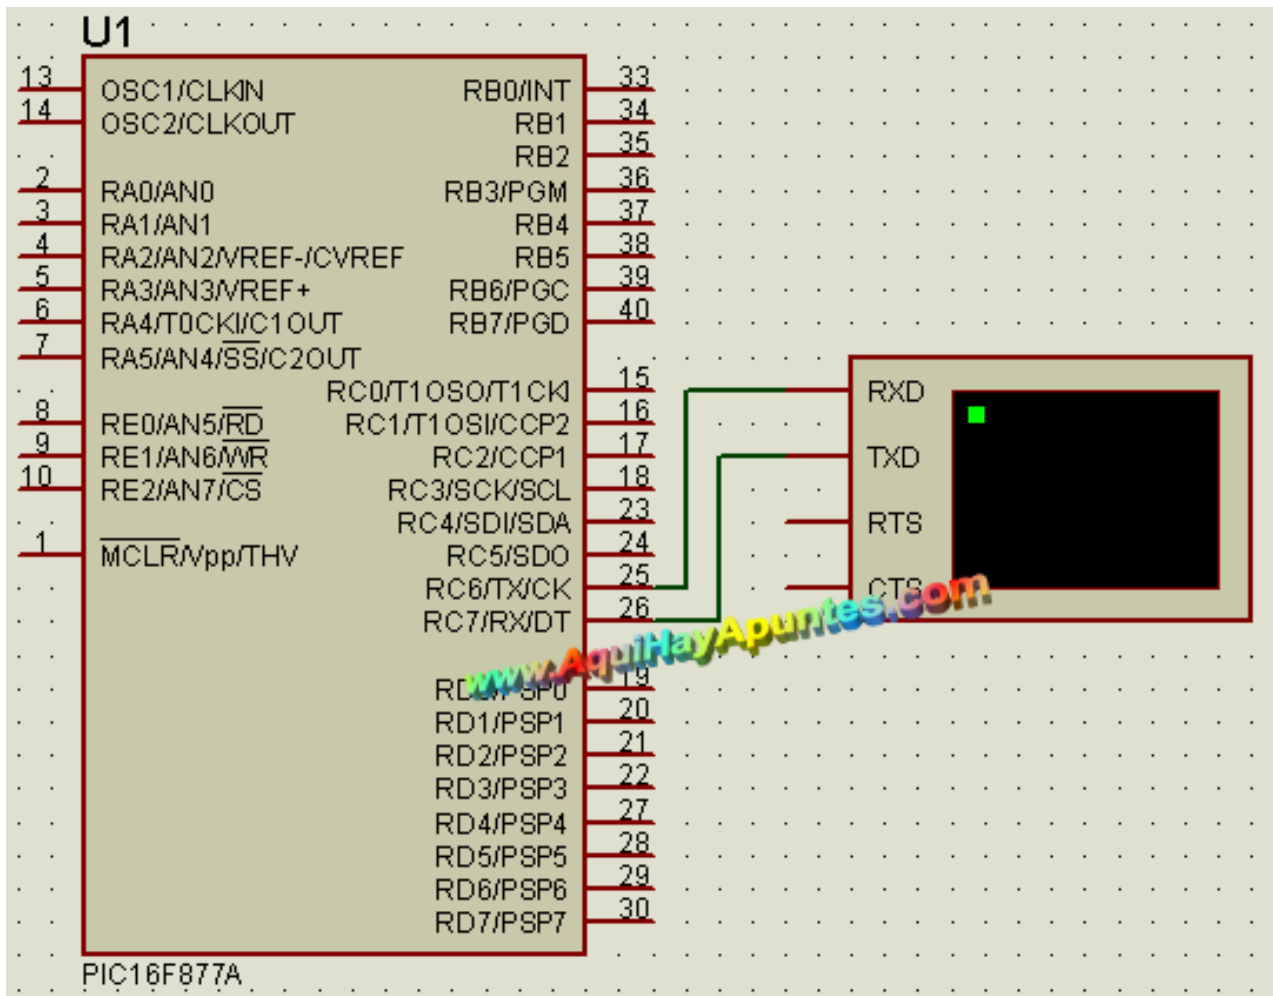 U1
13 OSC1/CLKIN RB0/INT 33
14 OSC2/CLKOUT RB1 34
RB2 35
2 RA0/AN0 RB3/PGM 36
3 RA1/AN1 RB4 37
4 RA2/AN2/VREF-/CVREF RB5 38
5 RA3/AN3/VREF+ RB6/PGC 39
6 RA4/T0CKI/C1OUT RB7/PGD 40
7 RA5/AN4/SS/C2OUT
RC0/T1OSO/T1CKI 15 RXD
8 RE0/AN5/RD RC1/T1OSI/CCP2 16
9 RE1/AN6/WR RC2/CCP1 17 TXD
10 RE2/AN7/CS RC3/SCK/SCL 18
RC4/SDI/SDA 23 RTS
1 MCLR/Vpp/THV RC5/SDO 24
RC6/TX/CK 25 CTS
RC7/RX/DT 26
www.AquiHayApuntes.com
RD0/PSP0 19
RD1/PSP1 20
RD2/PSP2 21
RD3/PSP3 22
RD4/PSP4 27
RD5/PSP5 28
RD6/PSP6 29
RD7/PSP7 30
PIC16F877A